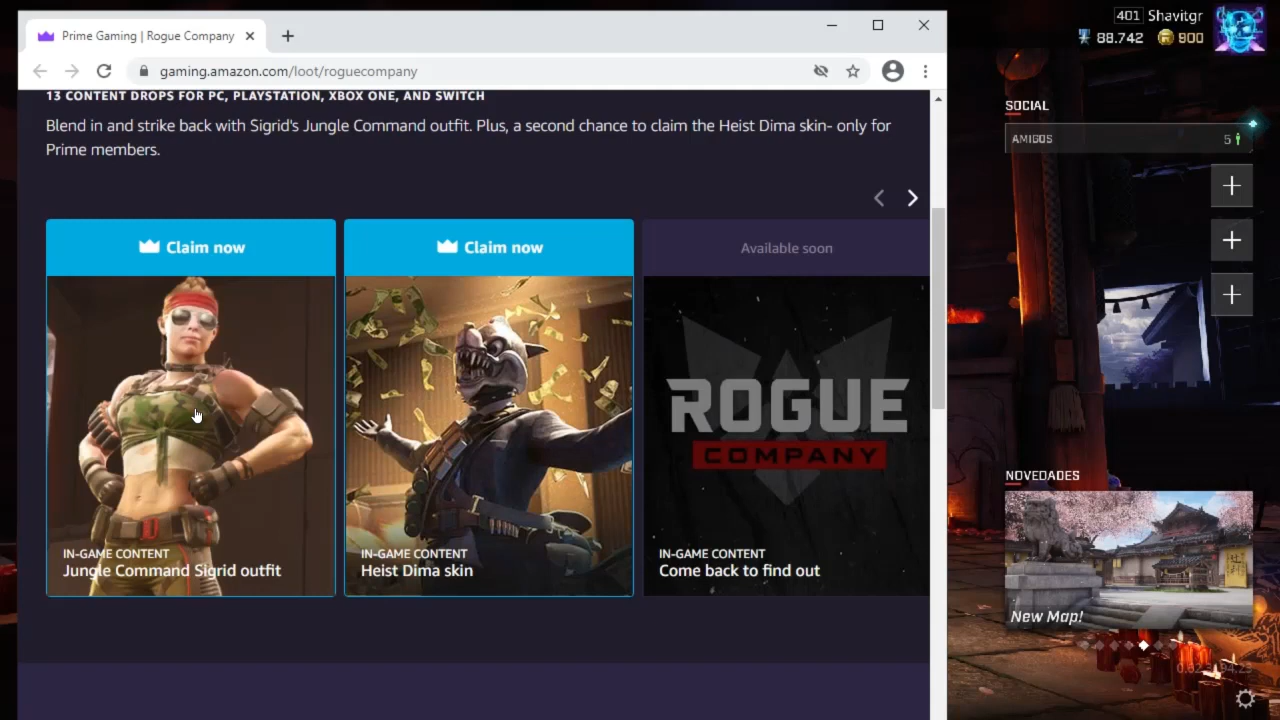 Prime Gaming | Rogue Company
gaming.amazon.com/loot/roguecompany
13 CONTENT DROPS FOR PC, PLAYSTATION, XBOX ONE, AND SWITCH
Blend in and strike back with Sigrid's Jungle Command outfit. Plus, a second chance to claim the Heist Dima skin- only for
Prime members.
Claim now
Claim now
Available soon
ROGUE
COMPANY
IN-GAME CONTENT
Jungle Command Sigrid outfit
IN-GAME CONTENT
Heist Dima skin
IN-GAME CONTENT
Come back to find out
401 Shavitgr
88.742 900
SOCIAL
AMIGOS 5
NOVEDADES
New Map!